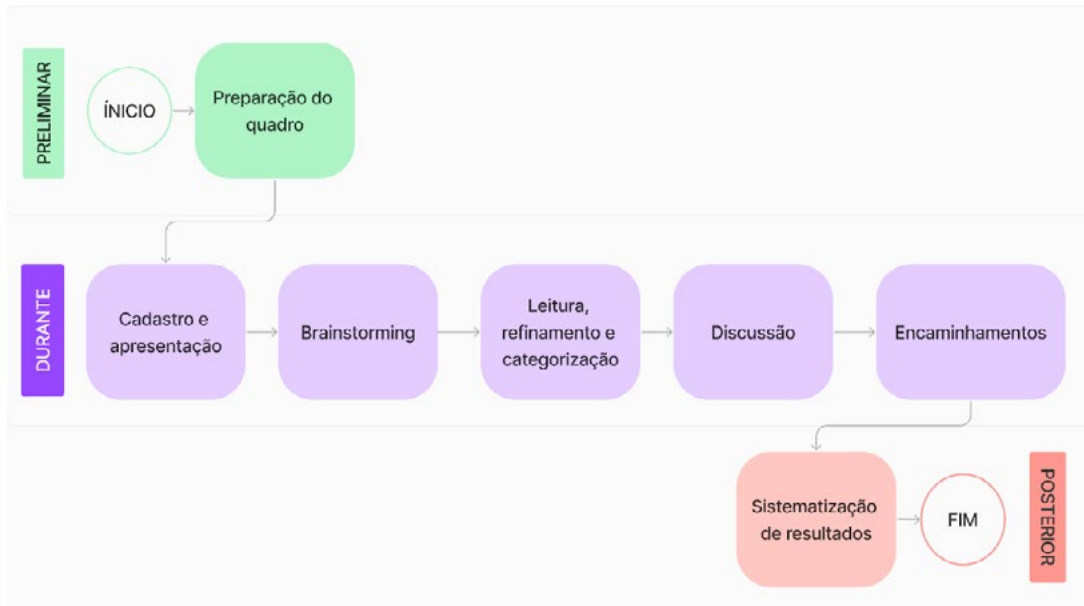 PRELIMINAR
ÍNICIO
Preparação do
quadro
DURANTE
Cadastro e
apresentação
Brainstorming
Leitura,
refinamento e
categorização
Discussão
Encaminhamentos
Sistematização
de resultados
FIM
POSTERIOR